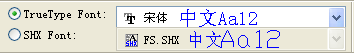 TrueType Font: 宋体 中文Aa12
SHX Font: FS.SHX 中文Aa12